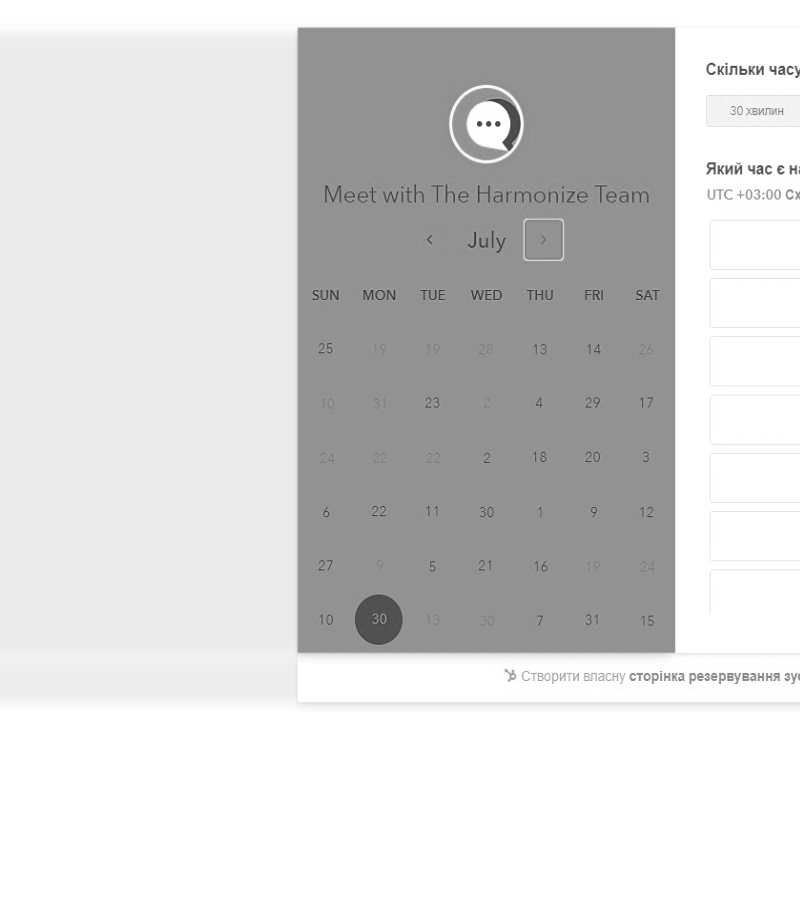 Скільки часу
30 хвилин
Meet with The Harmonize Team
July
Який час є
UTC +03:00
SUN MON TUE WED THU FRI SAT
25 19 19 28 13 14 26
10 31 23 2 4 29 17
24 22 22 2 18 20 3
6 22 11 30 1 9 12
27 9 5 21 16 19 24
10 30 13 30 7 31 15
Створити власну сторінка резервування